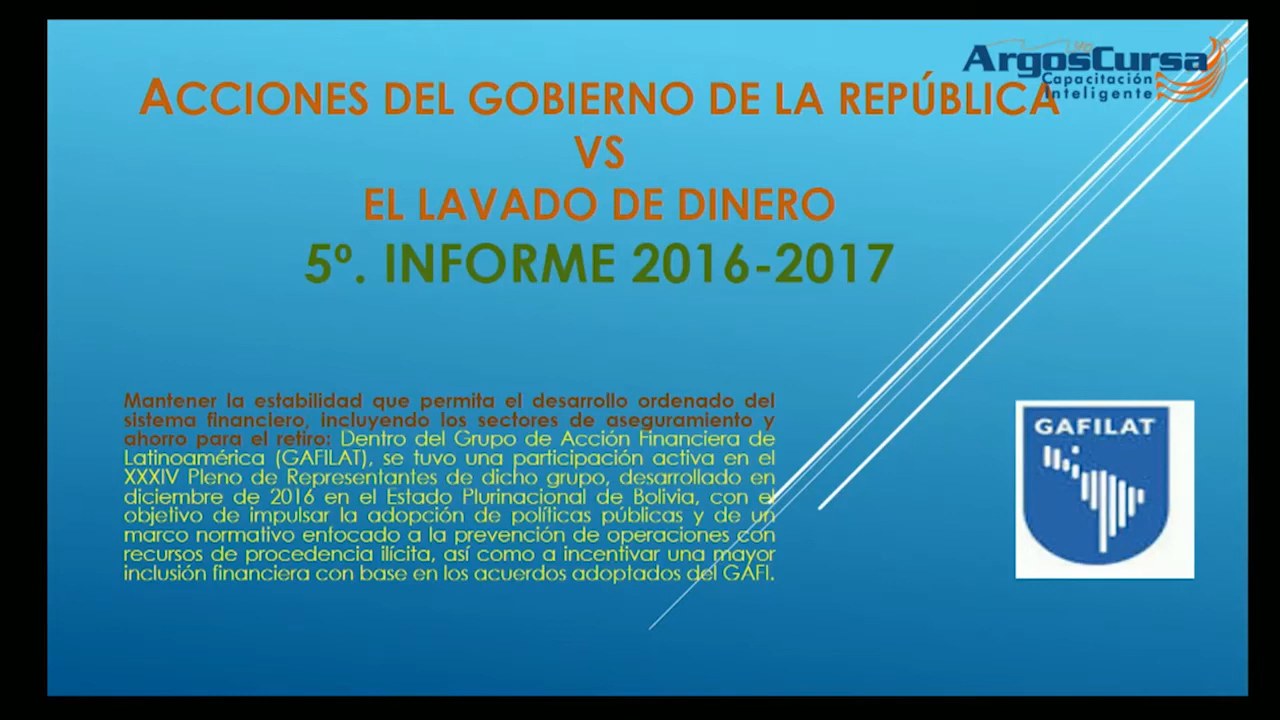 ArgosCursa
Capacitación
Inteligente
ACCIONES DEL GOBIERNO DE LA REPÚBLICA
VS
EL LAVADO DE DINERO
5º. INFORME 2016-2017
Mantener la estabilidad que permita el desarrollo ordenado del
sistema financiero, incluyendo los sectores de aseguramiento y
ahorro para el retiro: Dentro del Grupo de Acción Financiera de
Latinoamérica (GAFILAT), se tuvo una participación activa en el
XXXIV Pleno de Representantes de dicho grupo, desarrollado en
diciembre de 2016 en el Estado Plurinacional de Bolivia, con el
objetivo de impulsar la adopción de políticas públicas y de un
marco normativo enfocado a la prevención de operaciones con
recursos de procedencia ilícita, así como a incentivar una mayor
inclusión financiera con base en los acuerdos adoptados del GAFI.
GAFILAT